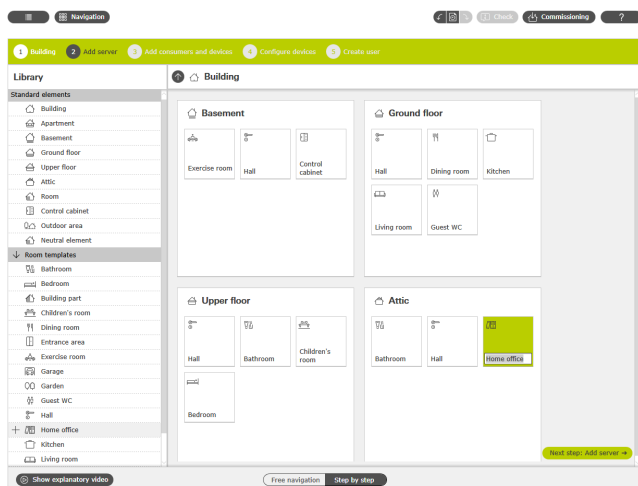 Navigation
Check
Commissioning
?
1 Building
2 Add server
3 Add consumers and devices
4 Configure devices
5 Create user
Library
Building
Standard elements
Building
Apartment
Basement
Ground floor
Upper floor
Attic
Room
Control cabinet
Outdoor area
Neutral element
Room templates
Bathroom
Bedroom
Building part
Children's room
Dining room
Entrance area
Exercise room
Garage
Garden
Guest WC
Hall
Home office
Kitchen
Living room
Basement
Exercise room
Hall
Control
cabinet
Ground floor
Hall
Dining room
Kitchen
Living room
Guest WC
Upper floor
Hall
Bathroom
Children's
room
Bedroom
Attic
Bathroom
Hall
Home office
Next step: Add server →
Show explanatory video
Free navigation
Step by step